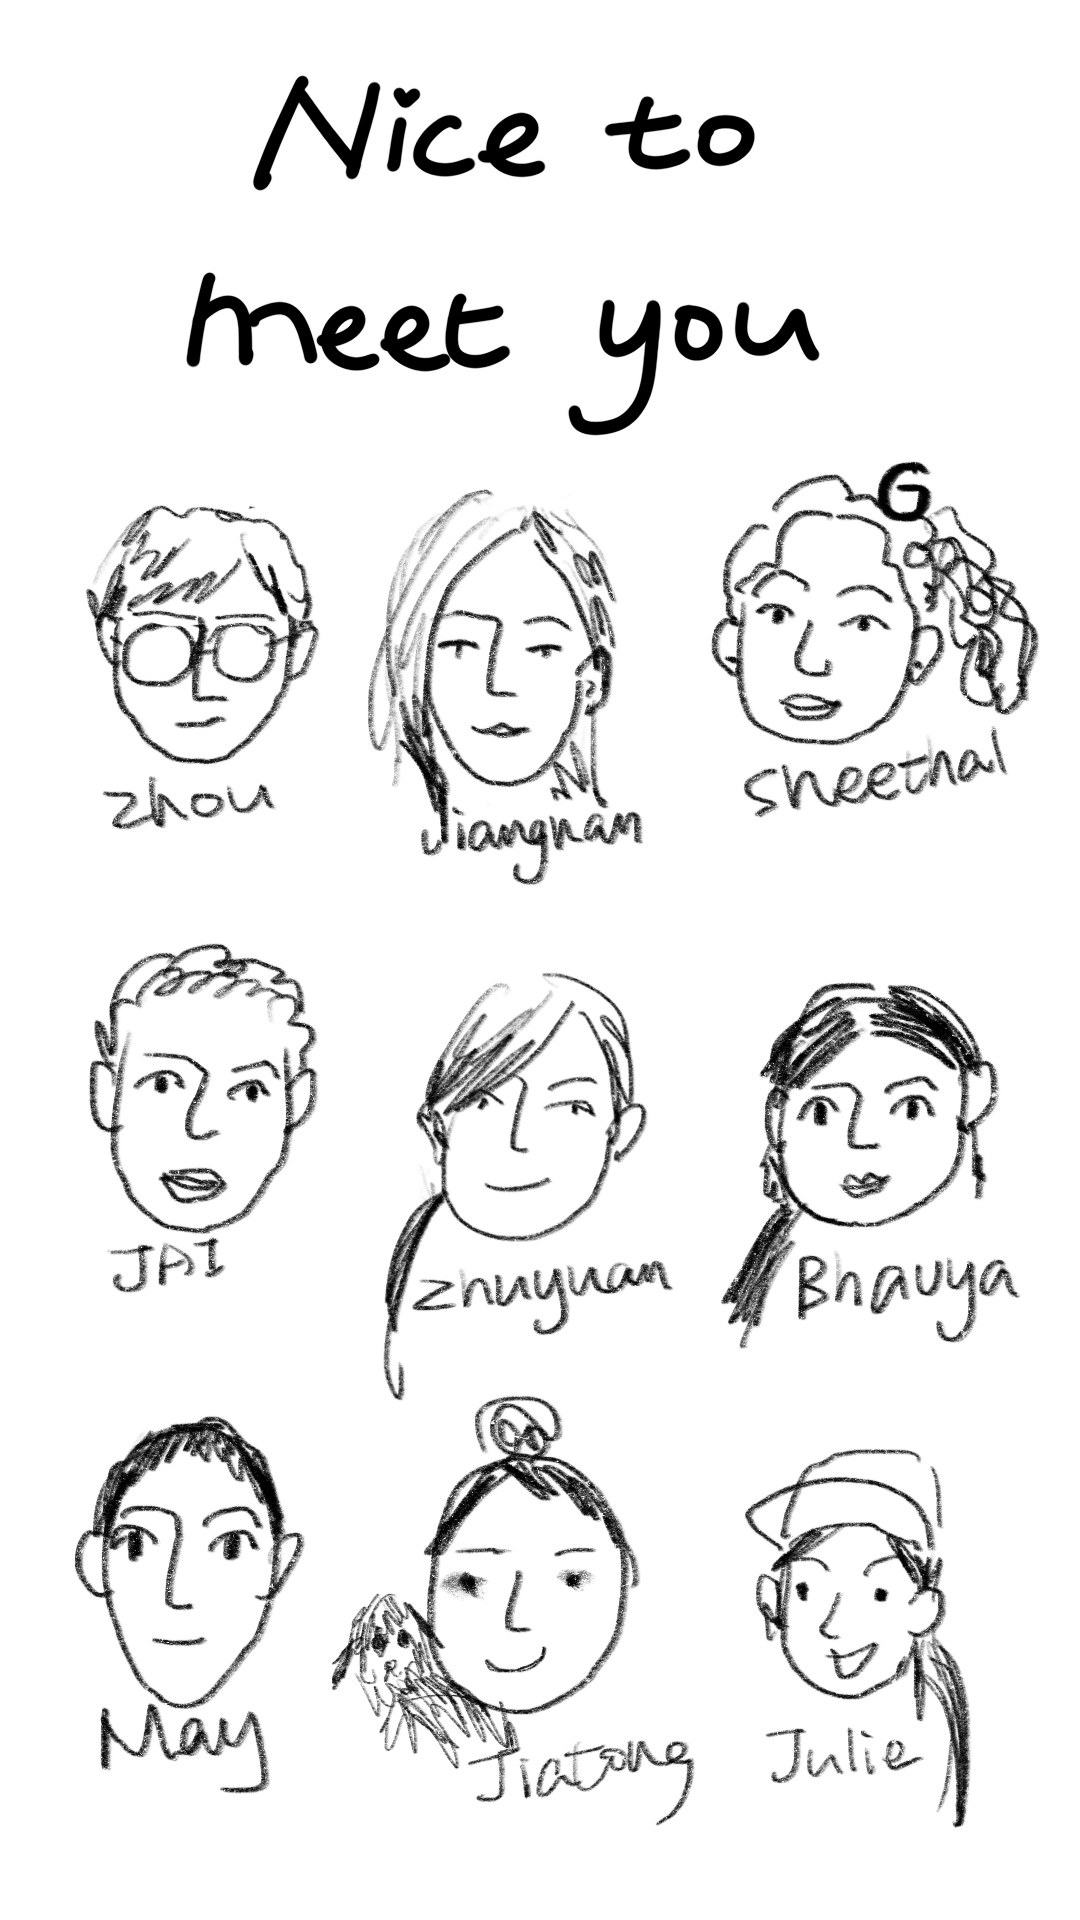 Nice to
meet you
G
zhou
Jiangnan
Sheethal
JAI
zhuyuan
Bhavya
May
Jiatong
Julie